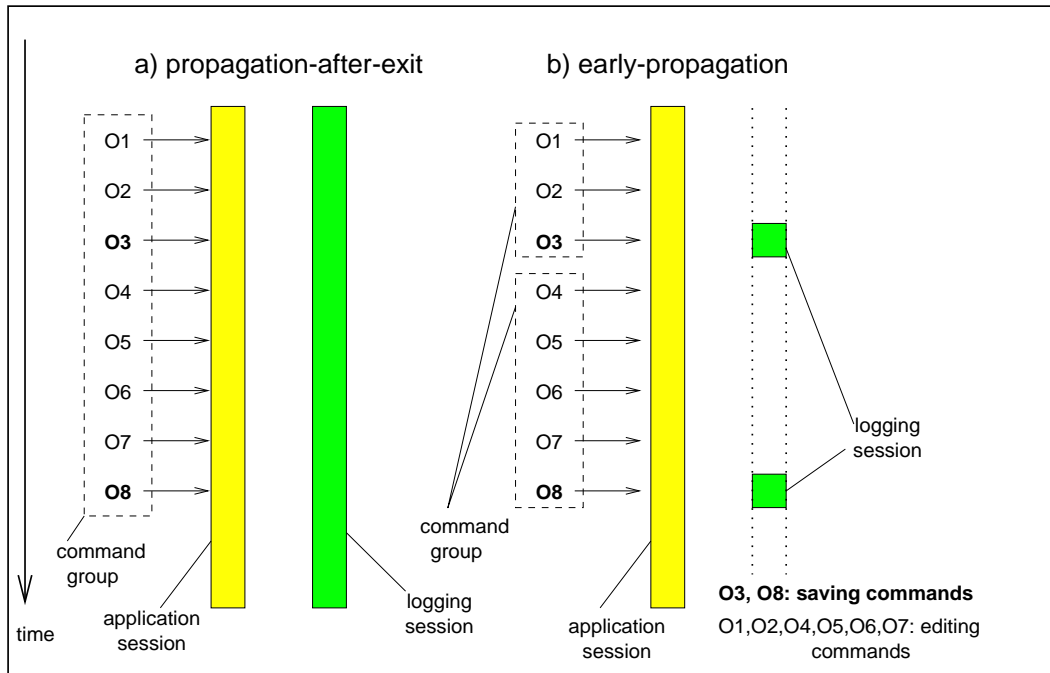 a) propagation-after-exit
O1
O2
O3
O4
O5
O6
O7
O8
command
group
application
session
logging
session
time
b) early-propagation
O1
O2
O3
O4
O5
O6
O7
O8
command
group
application
session
logging
session
O3, O8: saving commands
O1,O2,O4,O5,O6,O7: editing
commands